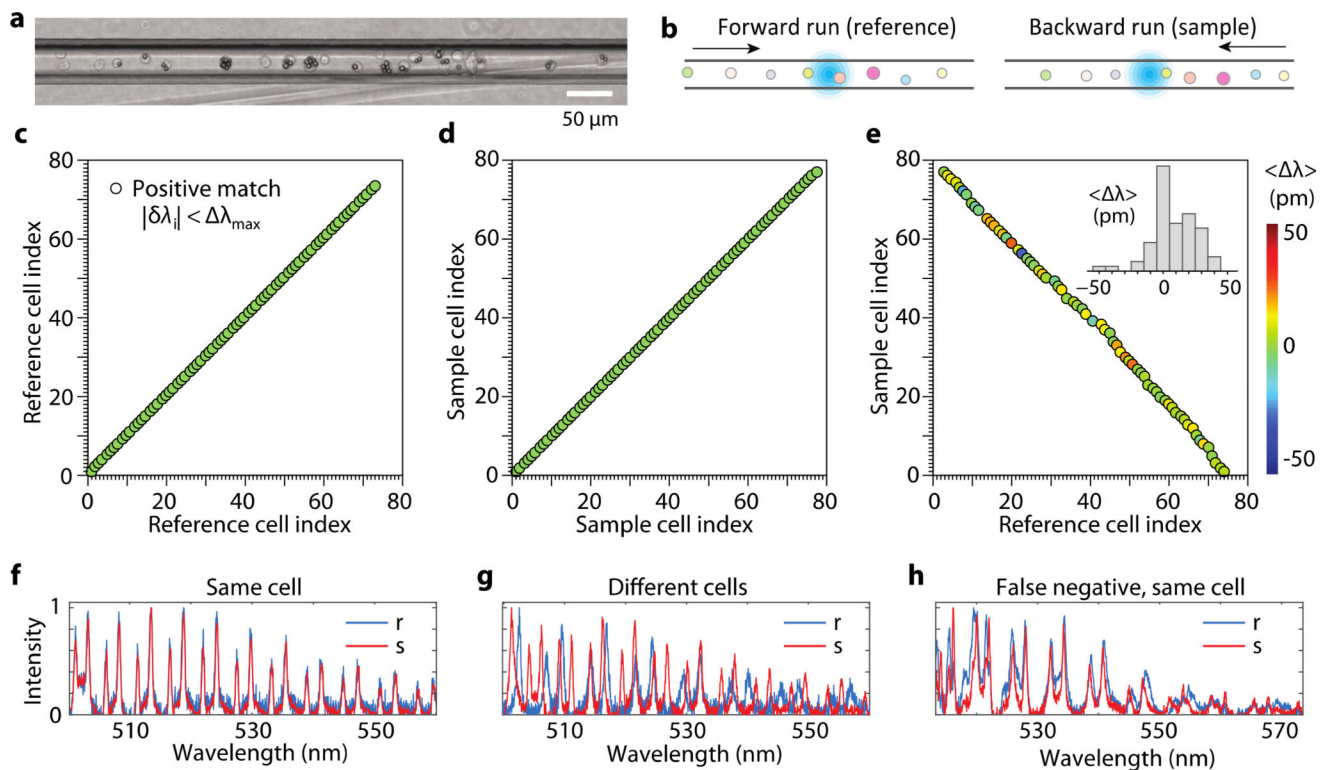 a
50 μm
b
Forward run (reference)
Backward run (sample)
c
80
60
40
20
0
Reference cell index
Positive match
|δλi| < Δλmax
0 20 40 60 80
Reference cell index
d
80
60
40
20
0
Sample cell index
0 20 40 60 80
Sample cell index
e
80
60
40
20
0
Sample cell index
<Δλ>
(pm)
−50 0 50
0 20 40 60 80
Reference cell index
<Δλ>
(pm)
50
0
-50
f
Same cell
1
0
Intensity
r
s
510 530 550
Wavelength (nm)
g
Different cells
r
s
510 530 550
Wavelength (nm)
h
False negative, same cell
r
s
530 550 570
Wavelength (nm)